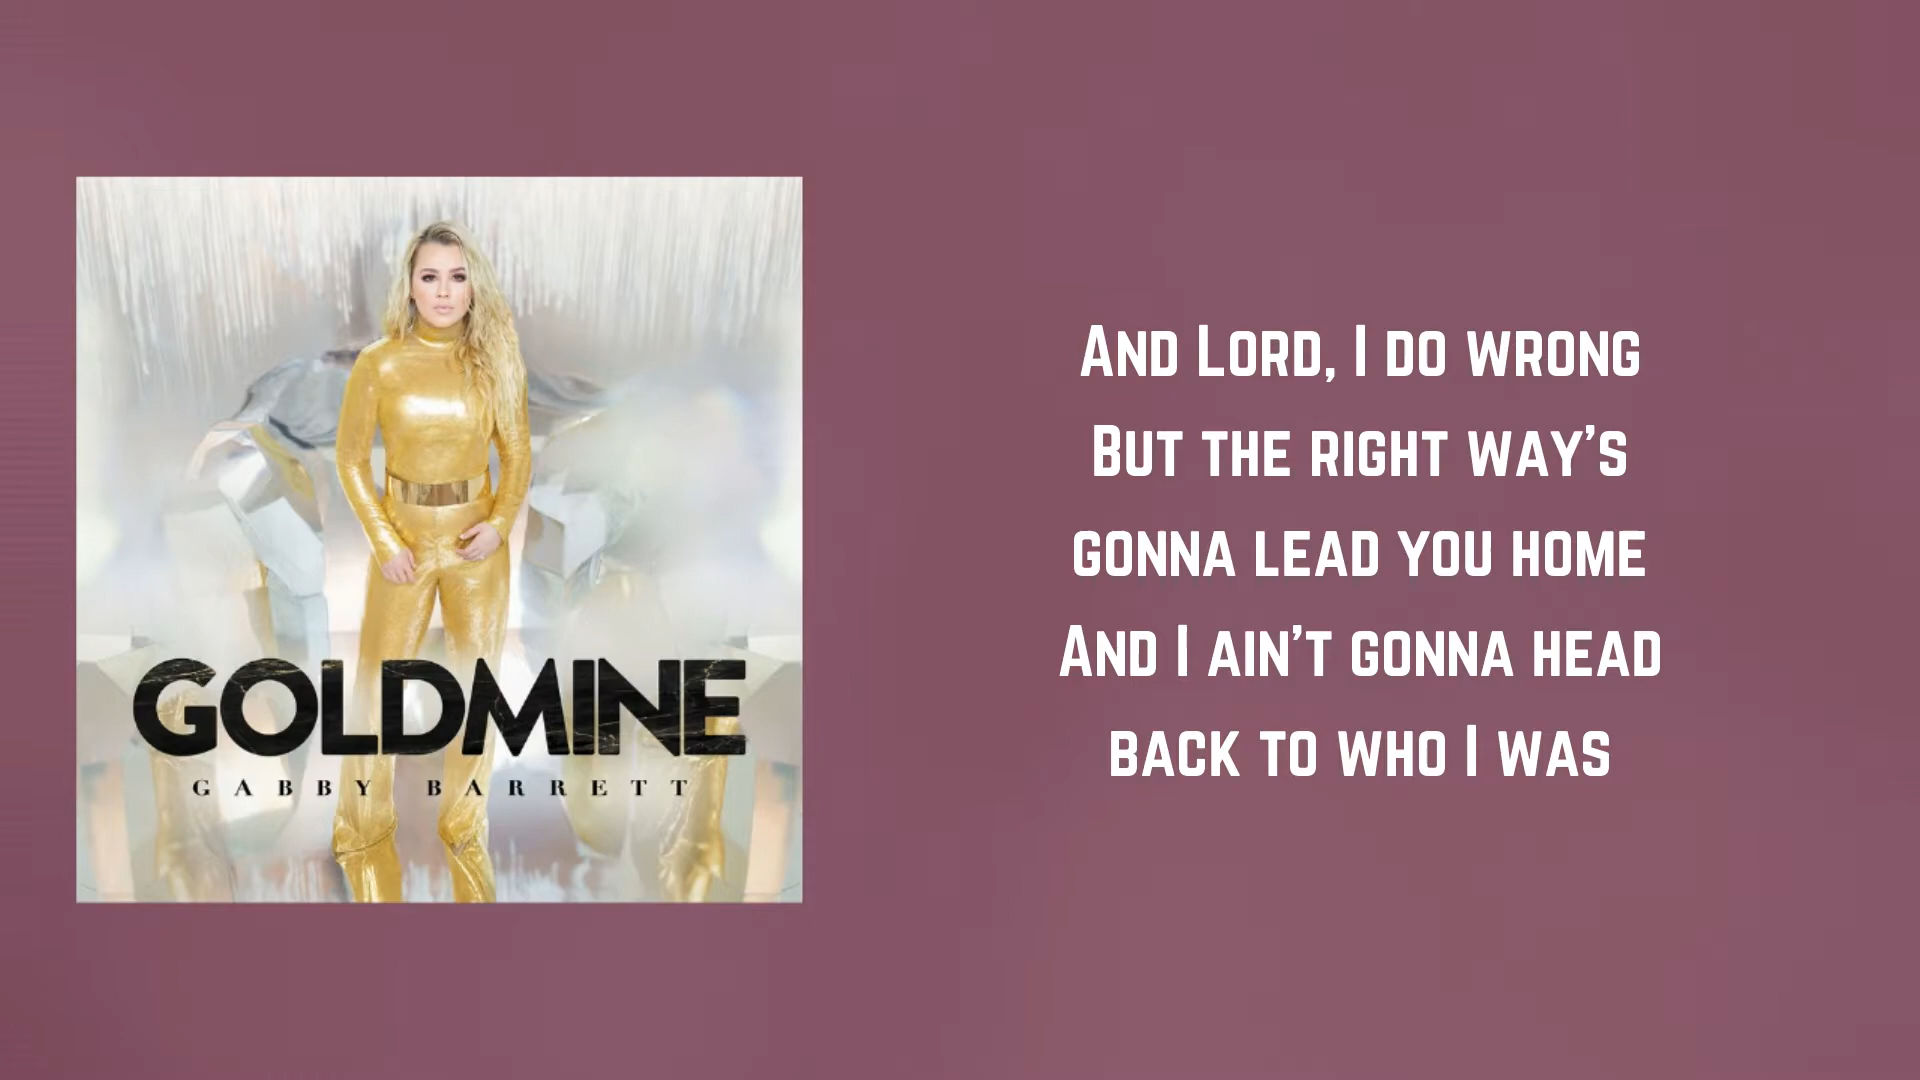 GOLDMINE
GABBY BARRETT
And Lord, I do wrong
But the right way's
gonna lead you home
And I ain't gonna head
back to who I was